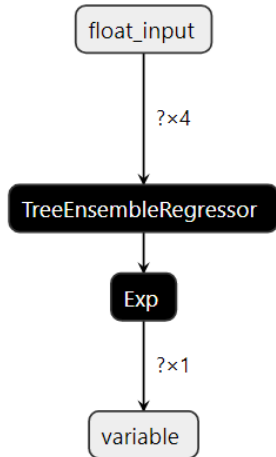 float_input
?×4
TreeEnsembleRegressor
Exp
?×1
variable